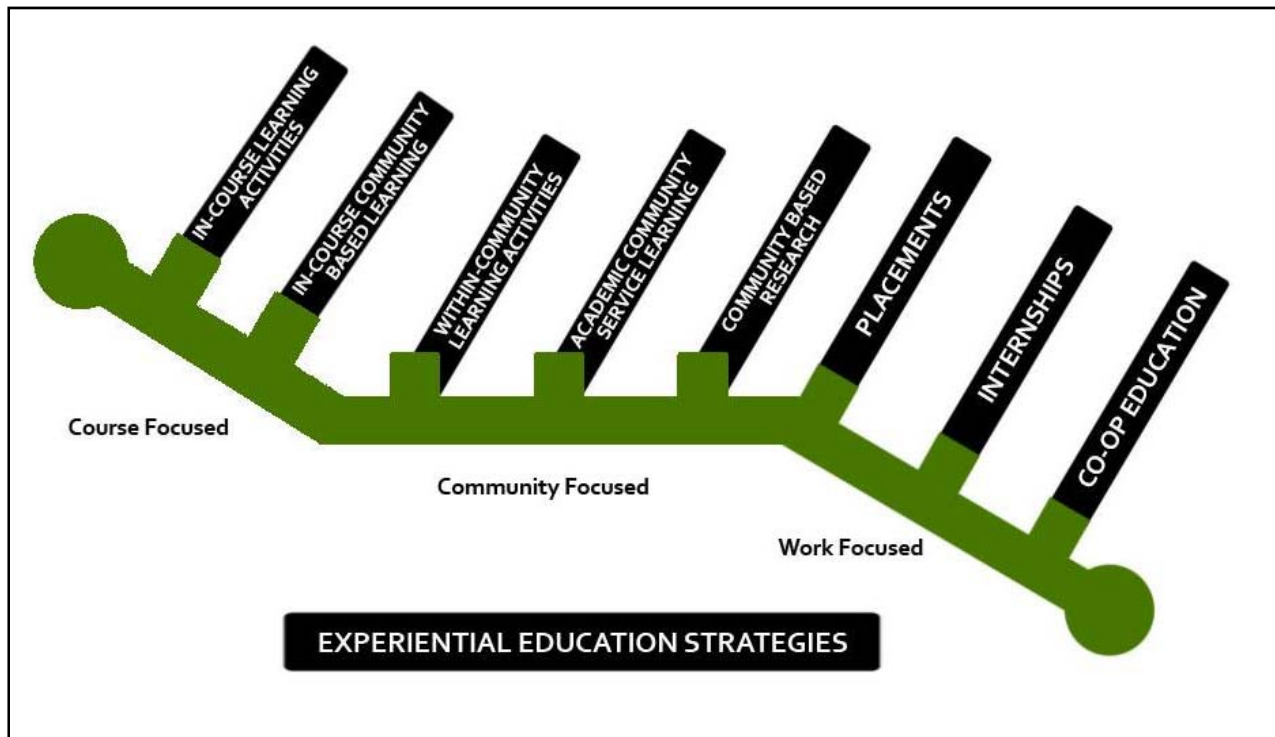 IN-COURSE LEARNING
ACTIVITIES
IN-COURSE COMMUNITY
BASED LEARNING
WITHIN-COMMUNITY
LEARNING ACTIVITIES
ACADEMIC COMMUNITY
SERVICE LEARNING
COMMUNITY BASED
RESEARCH
PLACEMENTS
INTERNSHIPS
CO-OP EDUCATION
Course Focused
Community Focused
Work Focused
EXPERIENTIAL EDUCATION STRATEGIES